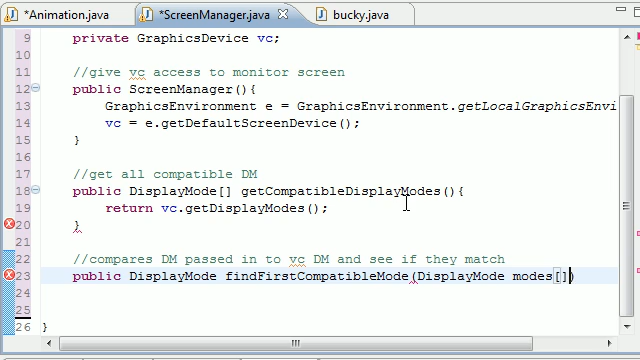 *Animation.java *ScreenManager.java bucky.java
9 private GraphicsDevice vc;
10
11 //give vc access to monitor screen
12 public ScreenManager(){
13 GraphicsEnvironment e = GraphicsEnvironment.getLocalGraphicsEnvi
14 vc = e.getDefaultScreenDevice();
15 }
16
17 //get all compatible DM
18 public DisplayMode[] getCompatibleDisplayModes(){
19 return vc.getDisplayModes();
20 }
21
22 //compares DM passed in to vc DM and see if they match
23 public DisplayMode findFirstCompatibleMode(DisplayMode modes[])
24
25
26 }